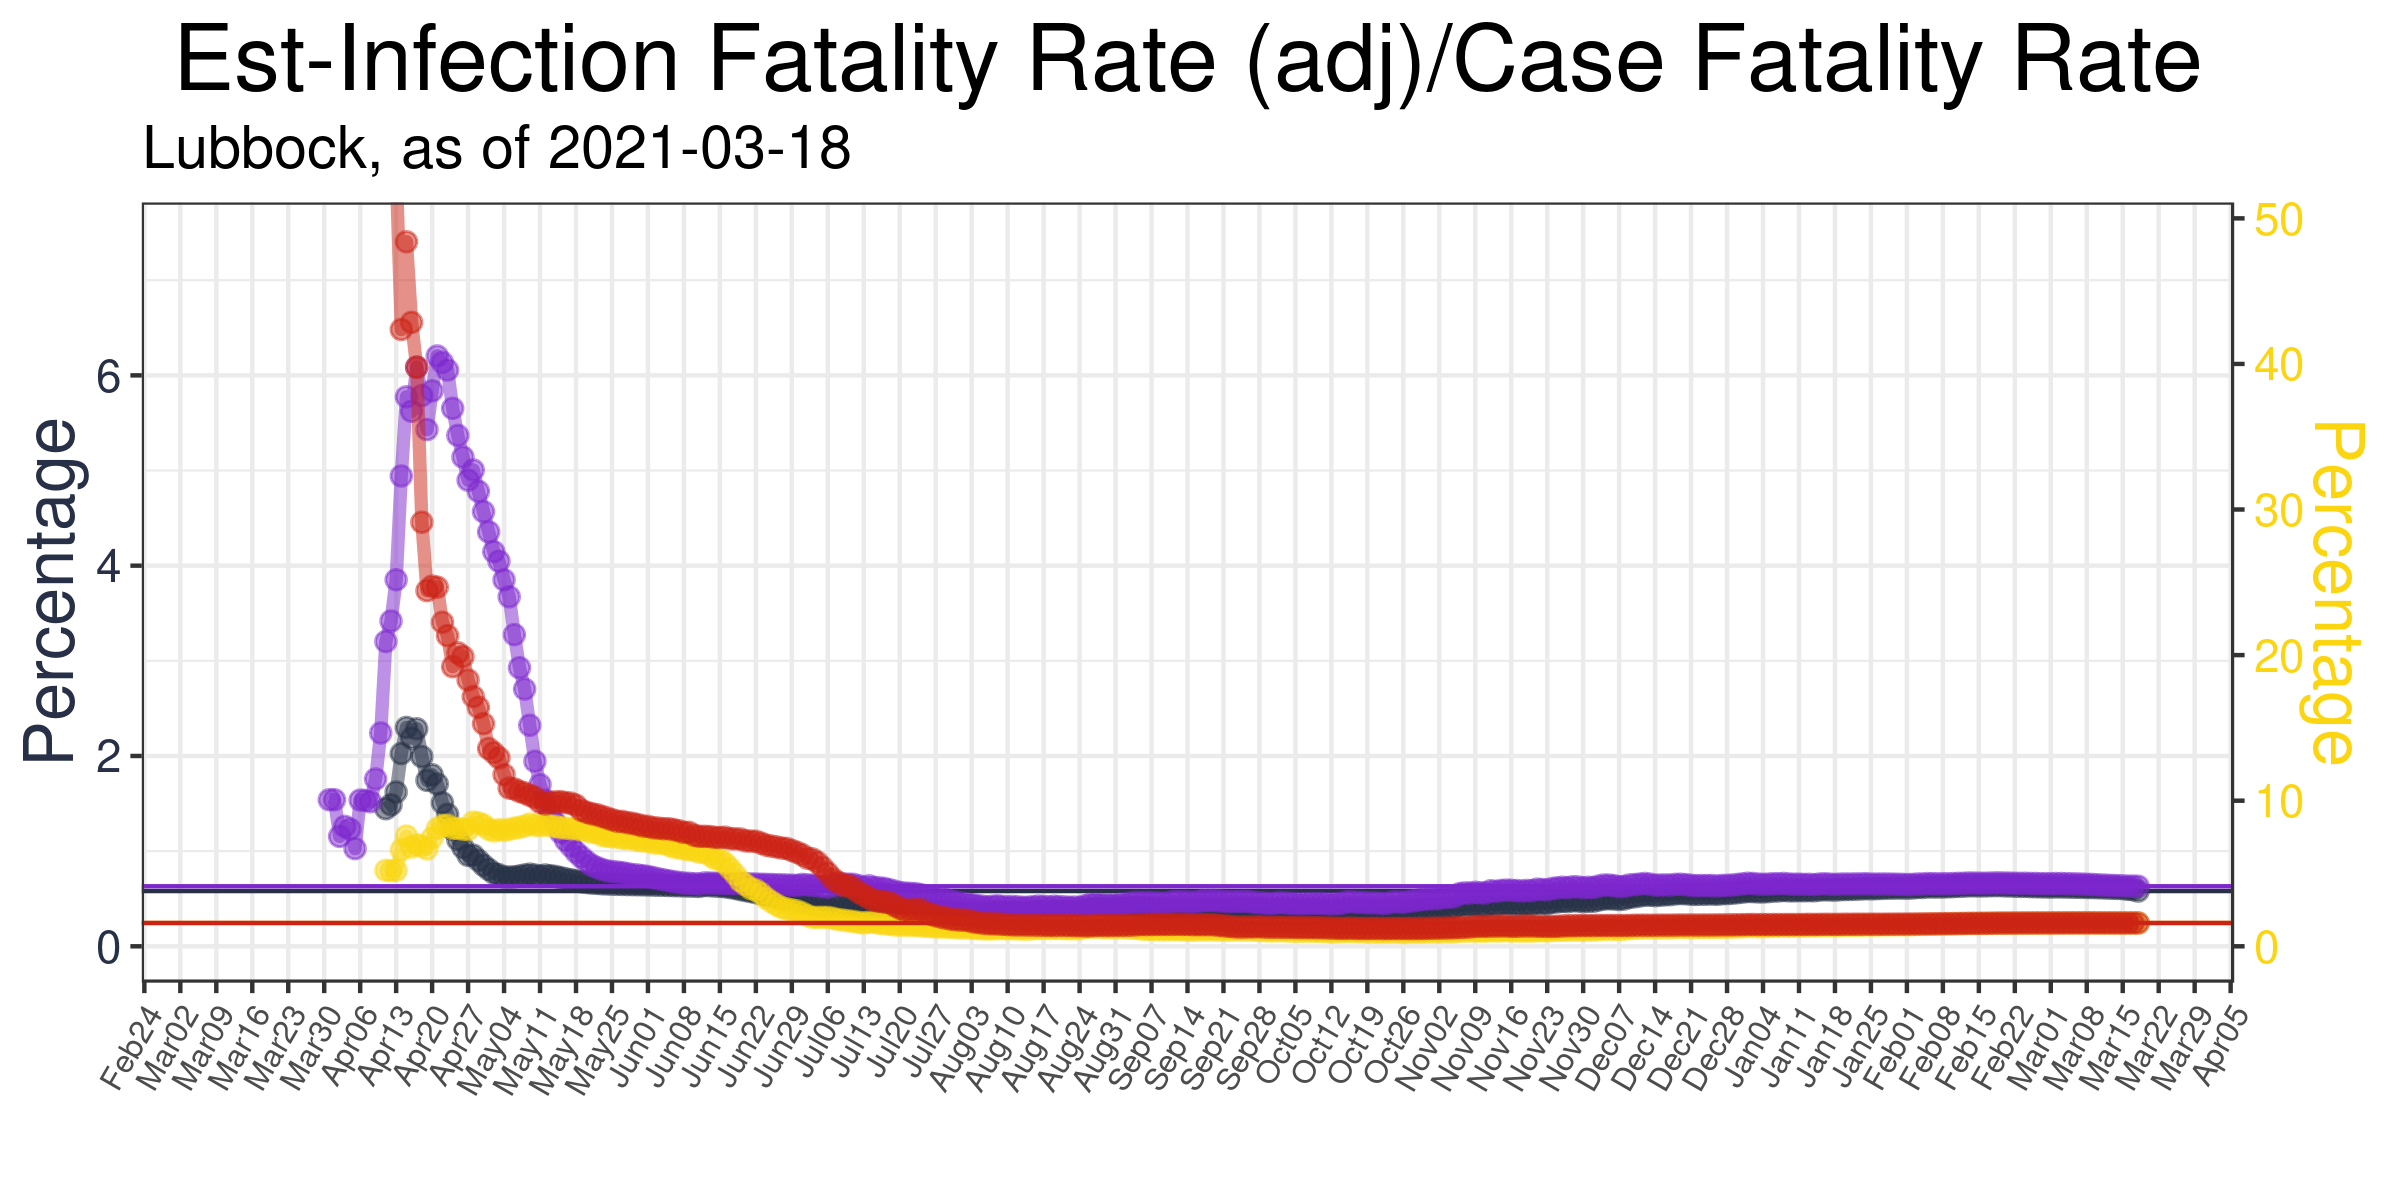 Est-Infection Fatality Rate (adj)/Case Fatality Rate
Lubbock, as of 2021-03-18
Percentage
6
4
2
0
50
40
30
20
10
0
Percentage
Feb24
Mar02
Mar09
Mar16
Mar23
Mar30
Apr06
Apr13
Apr20
Apr27
May04
May11
May18
May25
Jun01
Jun08
Jun15
Jun22
Jun29
Jul06
Jul13
Jul20
Jul27
Aug03
Aug10
Aug17
Aug24
Aug31
Sep07
Sep14
Sep21
Sep28
Oct05
Oct12
Oct19
Oct26
Nov02
Nov09
Nov16
Nov23
Nov30
Dec07
Dec14
Dec21
Dec28
Dec04
Jan11
Jan18
Jan25
Feb01
Feb08
Feb15
Feb22
Mar01
Mar08
Mar15
Mar22
Mar29
Apr05